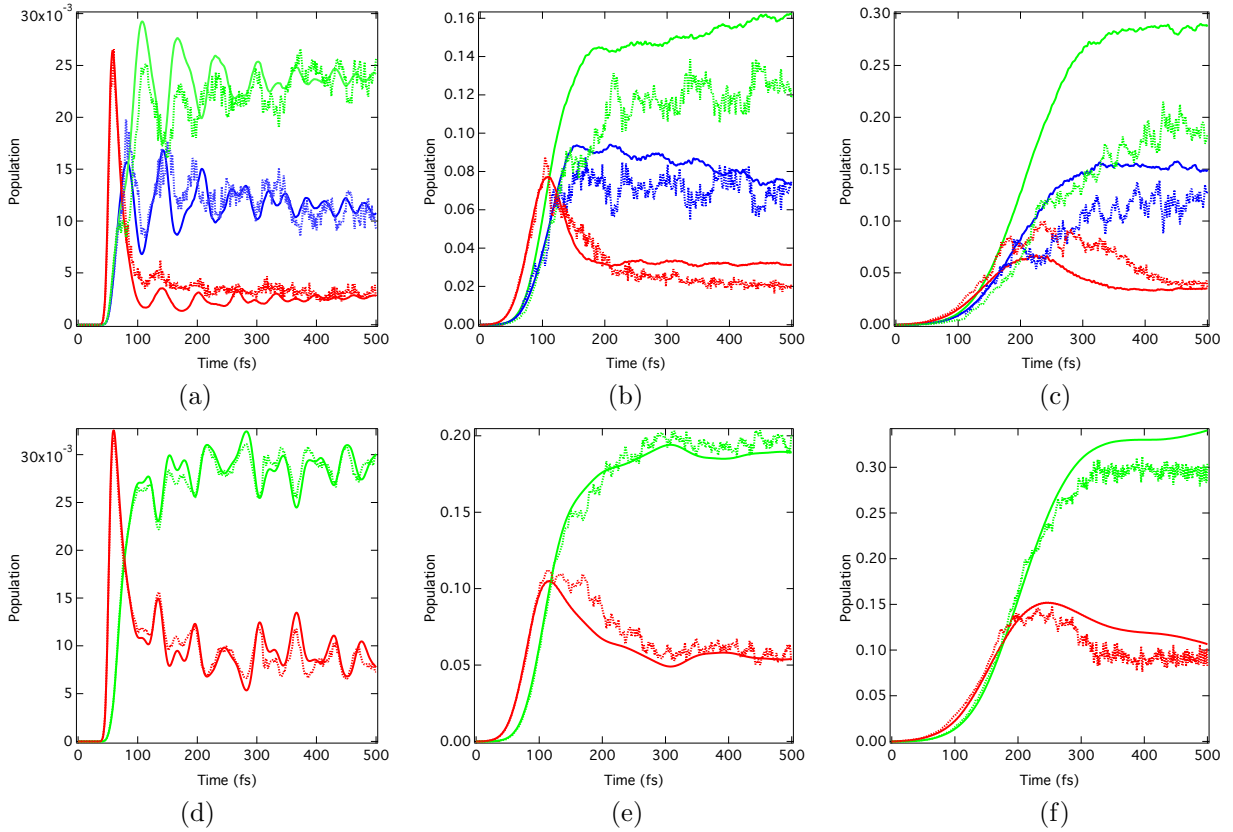 30x10⁻³
25
20
15
10
5
0
Population
0 100 200 300 400 500
Time (fs)
(a)
0.16
0.14
0.12
0.10
0.08
0.06
0.04
0.02
0.00
Population
0 100 200 300 400 500
Time (fs)
(b)
0.30
0.25
0.20
0.15
0.10
0.05
0.00
Population
0 100 200 300 400 500
Time (fs)
(c)
30x10⁻³
25
20
15
10
5
0
Population
0 100 200 300 400 500
Time (fs)
(d)
0.20
0.15
0.10
0.05
0.00
Population
0 100 200 300 400 500
Time (fs)
(e)
0.30
0.25
0.20
0.15
0.10
0.05
0.00
Population
0 100 200 300 400 500
Time (fs)
(f)